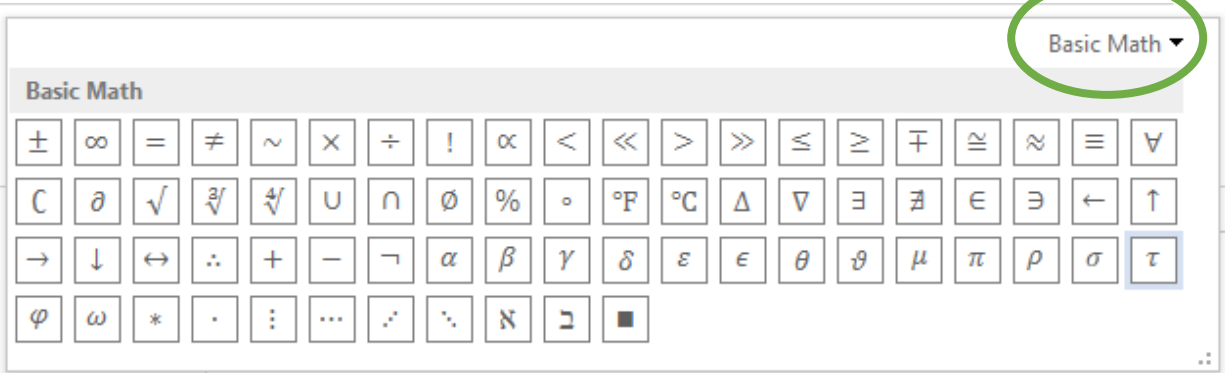 Basic Math
Basic Math
± ∞ = ≠ ~ × ÷ ! ∝ < ≪ > ≫ ≤ ≥ ∓ ≅ ≈ ≡ ∀
∁ ∂ √ ∛ ∜ ∪ ∩ ∅ % ° °F °C ∆ ∇ ∃ ∄ ∈ ∋ ← ↑
→ ↓ ↔ ∴ + − ¬ α β γ δ ε ϵ θ ϑ μ π ρ σ τ
φ ω ∗ ∙ ⋮ ⋯ ⋰ ⋱ ℵ ℶ ∎